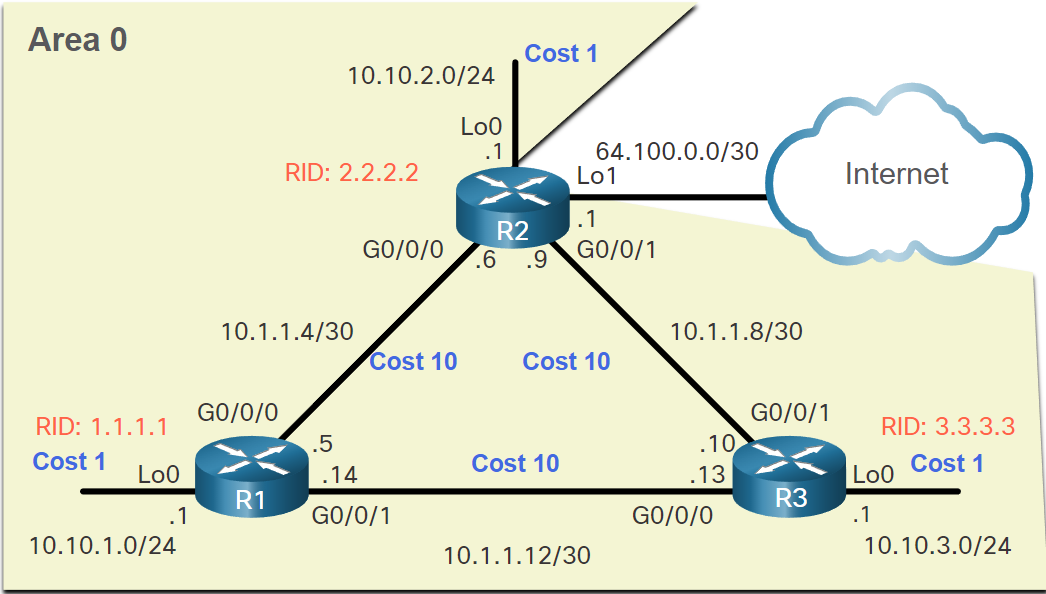 Area 0
Cost 1
10.10.2.0/24
Lo0
.1
64.100.0.0/30
Internet
RID: 2.2.2.2
Lo1
.1
R2
G0/0/0
.6
.9
G0/0/1
10.1.1.4/30
10.1.1.8/30
Cost 10
Cost 10
G0/0/0
G0/0/1
RID: 1.1.1.1
.5
.10
RID: 3.3.3.3
Cost 1
Cost 10
Cost 1
Lo0
.14
.13
Lo0
R1
R3
.1
G0/0/1
G0/0/0
.1
10.10.1.0/24
10.1.1.12/30
10.10.3.0/24